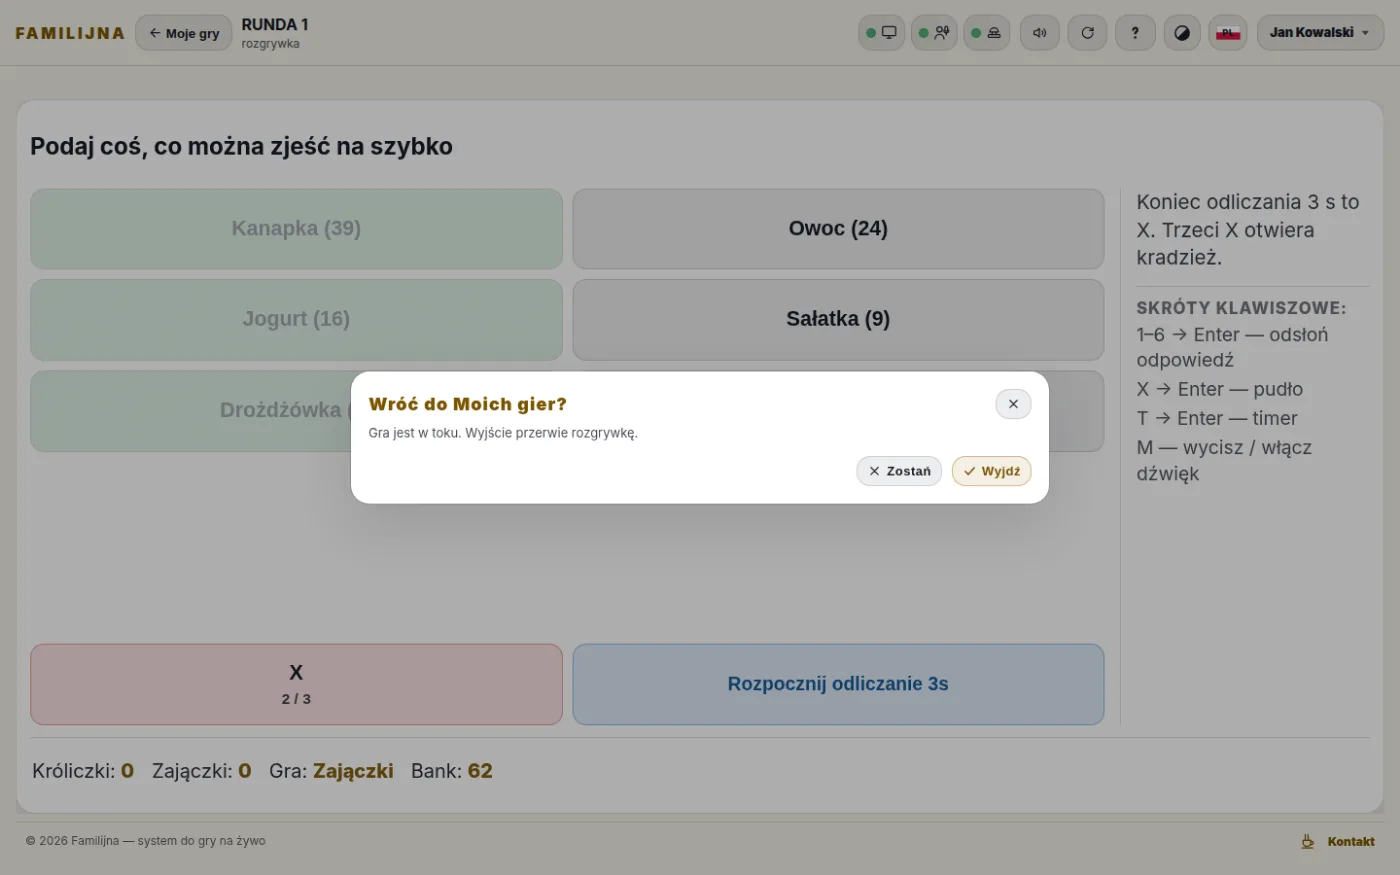 FAMILIJNA
← Moje gry
RUNDA 1
rozgrywka
?
PL
Jan Kowalski
Podaj coś, co można zjeść na szybko
Kanapka (39)
Owoc (24)
Jogurt (16)
Sałatka (9)
Drożdżówka (
Koniec odliczania 3 s to
X. Trzeci X otwiera
kradzież.
SKRÓTY KLAWISZOWE:
1–6 → Enter — odsłoń
odpowiedź
X → Enter — pudło
T → Enter — timer
M — wycisz / włącz
dźwięk
Wróć do Moich gier?
Gra jest w toku. Wyjście przerwie rozgrywkę.
Zostań
Wyjdź
X
2 / 3
Rozpocznij odliczanie 3s
Króliczki: 0 Zajączki: 0 Gra: Zajączki Bank: 62
© 2026 Familijna — system do gry na żywo
Kontakt